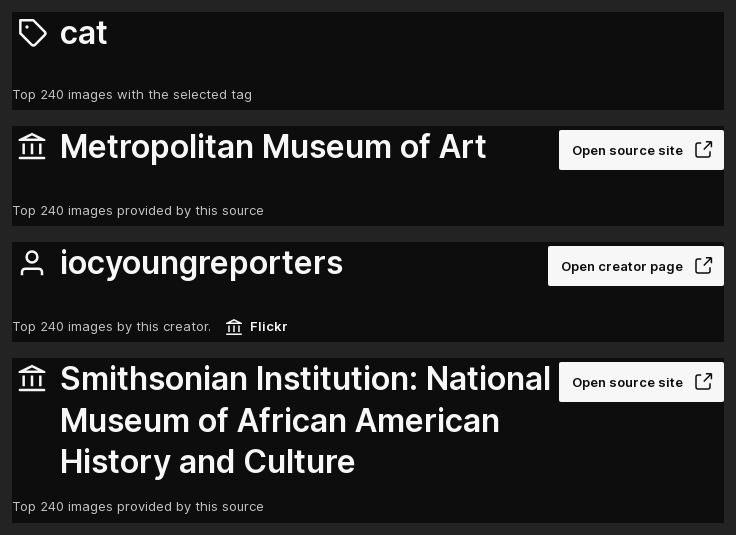 cat
Top 240 images with the selected tag
Metropolitan Museum of Art
Open source site
Top 240 images provided by this source
iocyoungreporters
Open creator page
Top 240 images by this creator.
Flickr
Smithsonian Institution: National
Open source site
Museum of African American
History and Culture
Top 240 images provided by this source